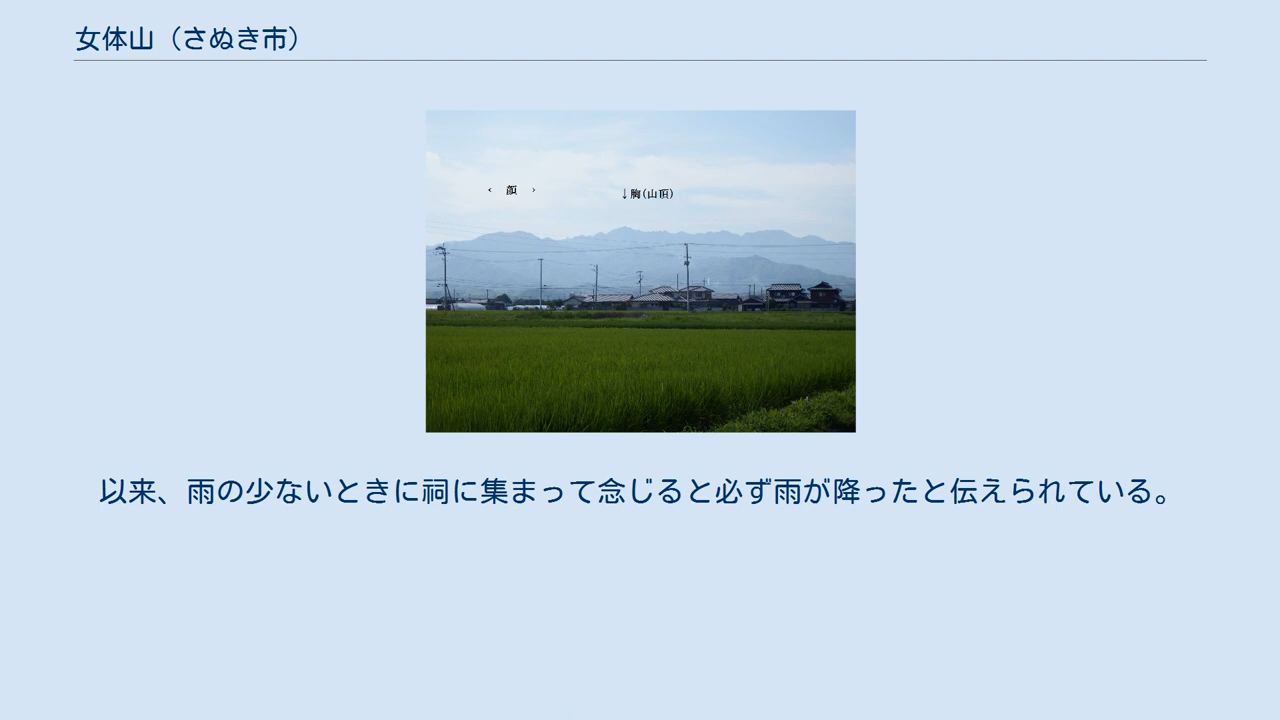 女体山（さぬき市）
‹　顔　›
↓胸(山頂)
以来、雨の少ないときに祠に集まって念じると必ず雨が降ったと伝えられている。